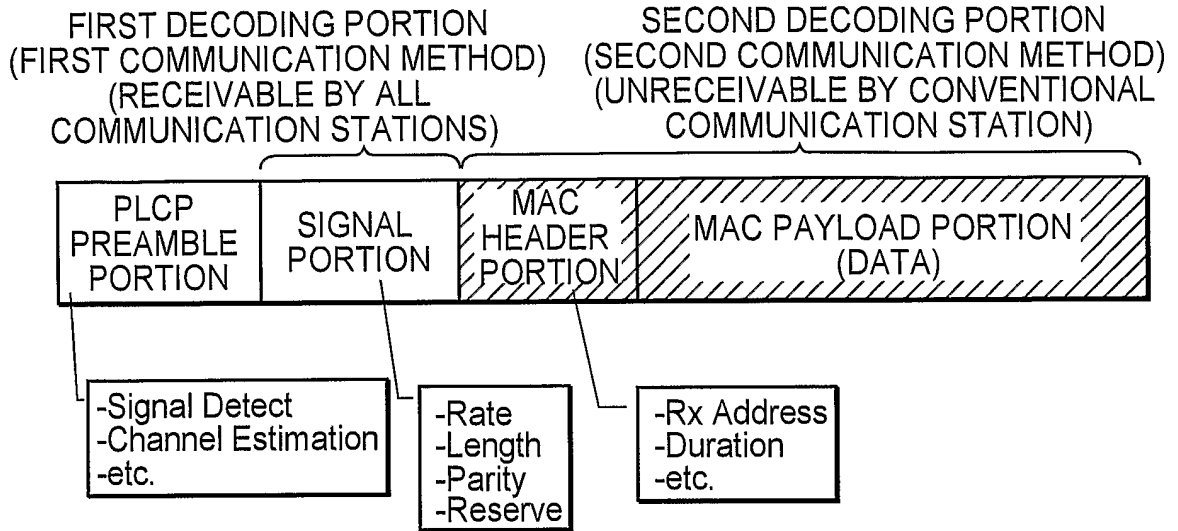 FIRST DECODING PORTION
(FIRST COMMUNICATION METHOD)
(RECEIVABLE BY ALL
COMMUNICATION STATIONS)
SECOND DECODING PORTION
(SECOND COMMUNICATION METHOD)
(UNRECEIVABLE BY CONVENTIONAL
COMMUNICATION STATION)
PLCP
PREAMBLE
PORTION
SIGNAL
PORTION
MAC
HEADER
PORTION
MAC PAYLOAD PORTION
(DATA)
-Signal Detect
-Channel Estimation
-etc.
-Rate
-Length
-Parity
-Reserve
-Rx Address
-Duration
-etc.